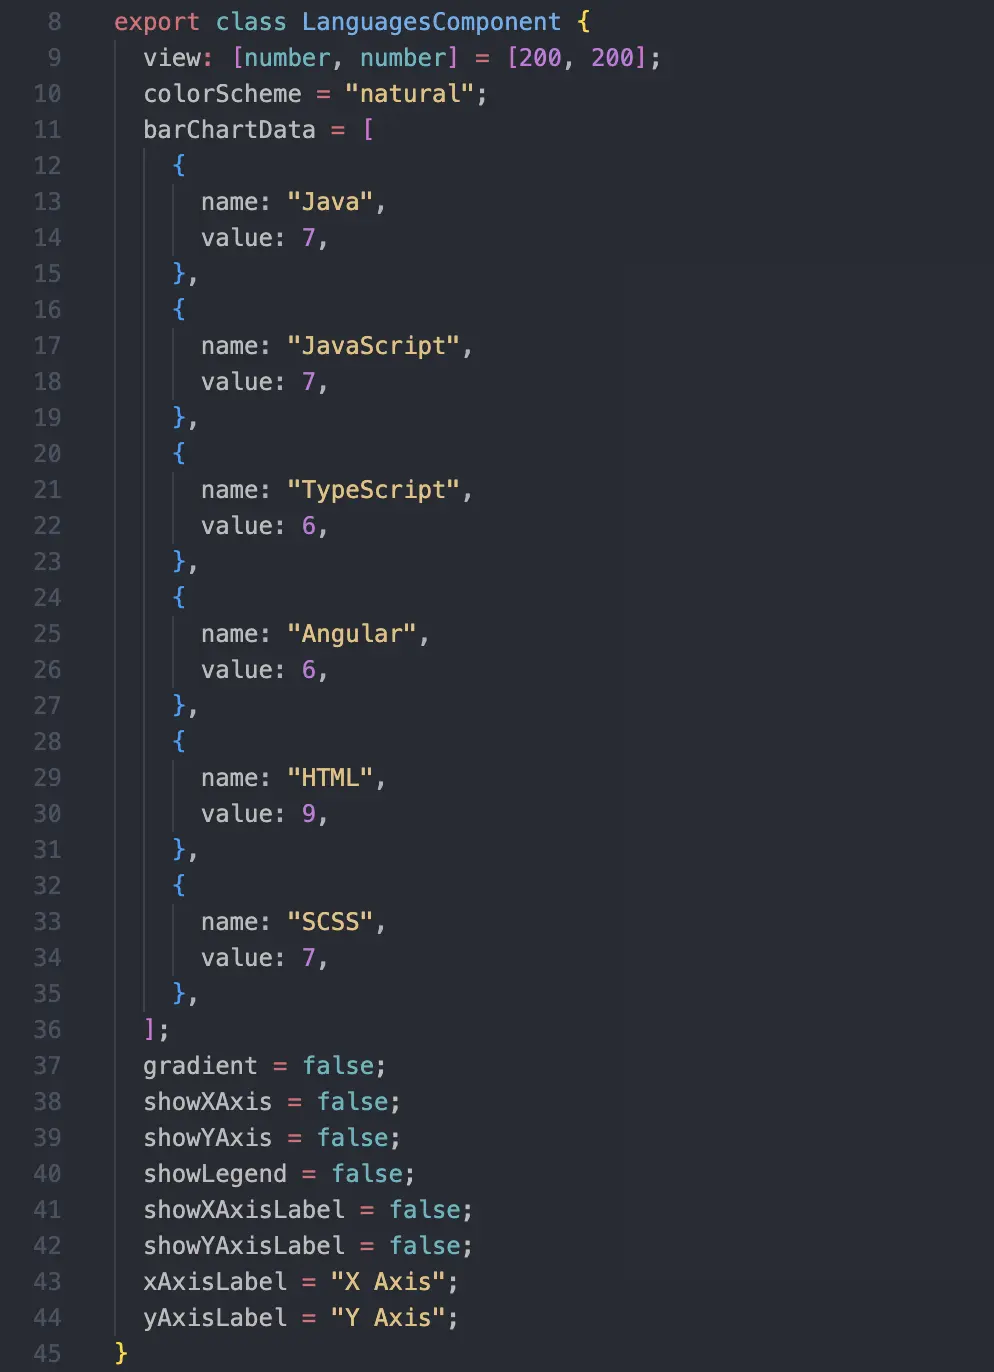 8 export class LanguagesComponent {
9 view: [number, number] = [200, 200];
10 colorScheme = "natural";
11 barChartData = [
12 {
13 name: "Java",
14 value: 7,
15 },
16 {
17 name: "JavaScript",
18 value: 7,
19 },
20 {
21 name: "TypeScript",
22 value: 6,
23 },
24 {
25 name: "Angular",
26 value: 6,
27 },
28 {
29 name: "HTML",
30 value: 9,
31 },
32 {
33 name: "SCSS",
34 value: 7,
35 },
36 ];
37 gradient = false;
38 showXAxis = false;
39 showYAxis = false;
40 showLegend = false;
41 showXAxisLabel = false;
42 showYAxisLabel = false;
43 xAxisLabel = "X Axis";
44 yAxisLabel = "Y Axis";
45 }